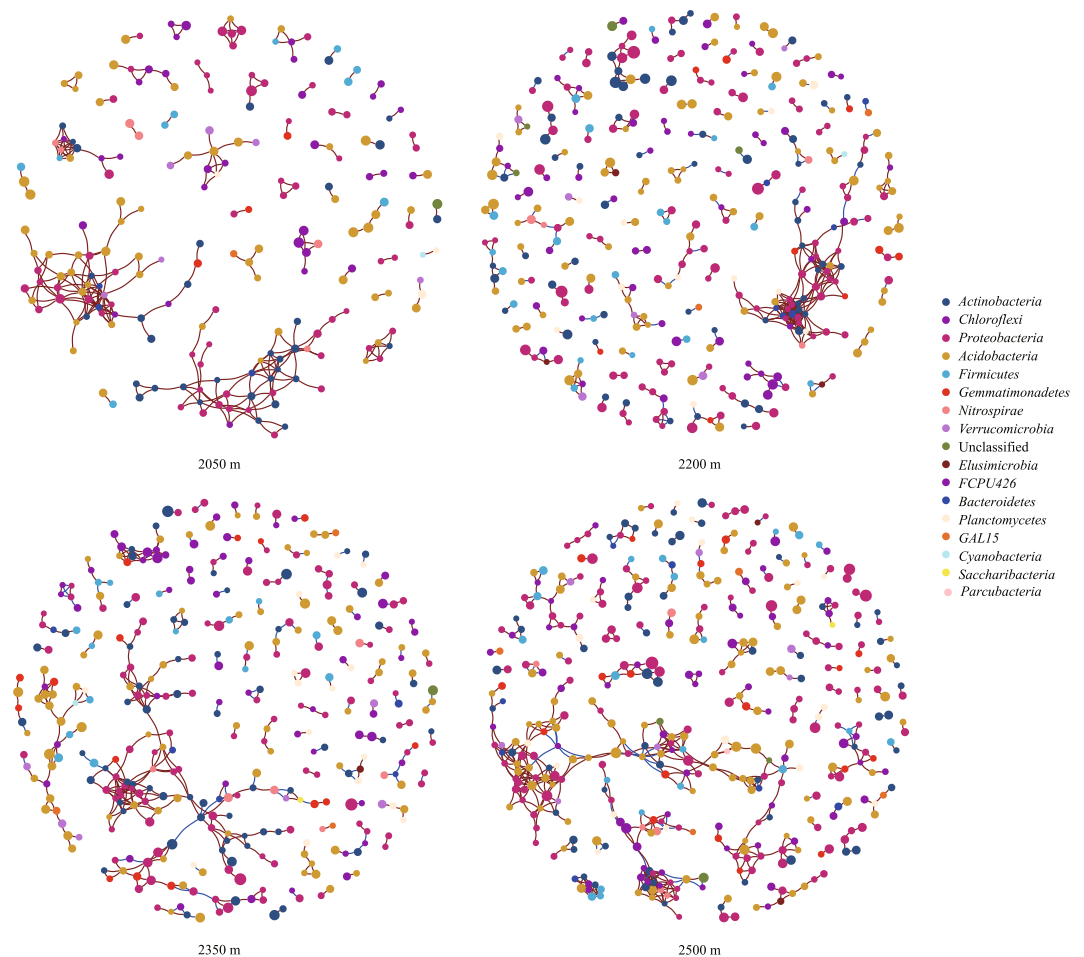 2050 m
2200 m
Actinobacteria
Chloroflexi
Proteobacteria
Acidobacteria
Firmicutes
Gemmatimonadetes
Nitrospirae
Verrucomicrobia
Unclassified
Elusimicrobia
FCPU426
Bacteroidetes
Planctomycetes
GAL15
Cyanobacteria
Saccharibacteria
Parcubacteria
2350 m
2500 m